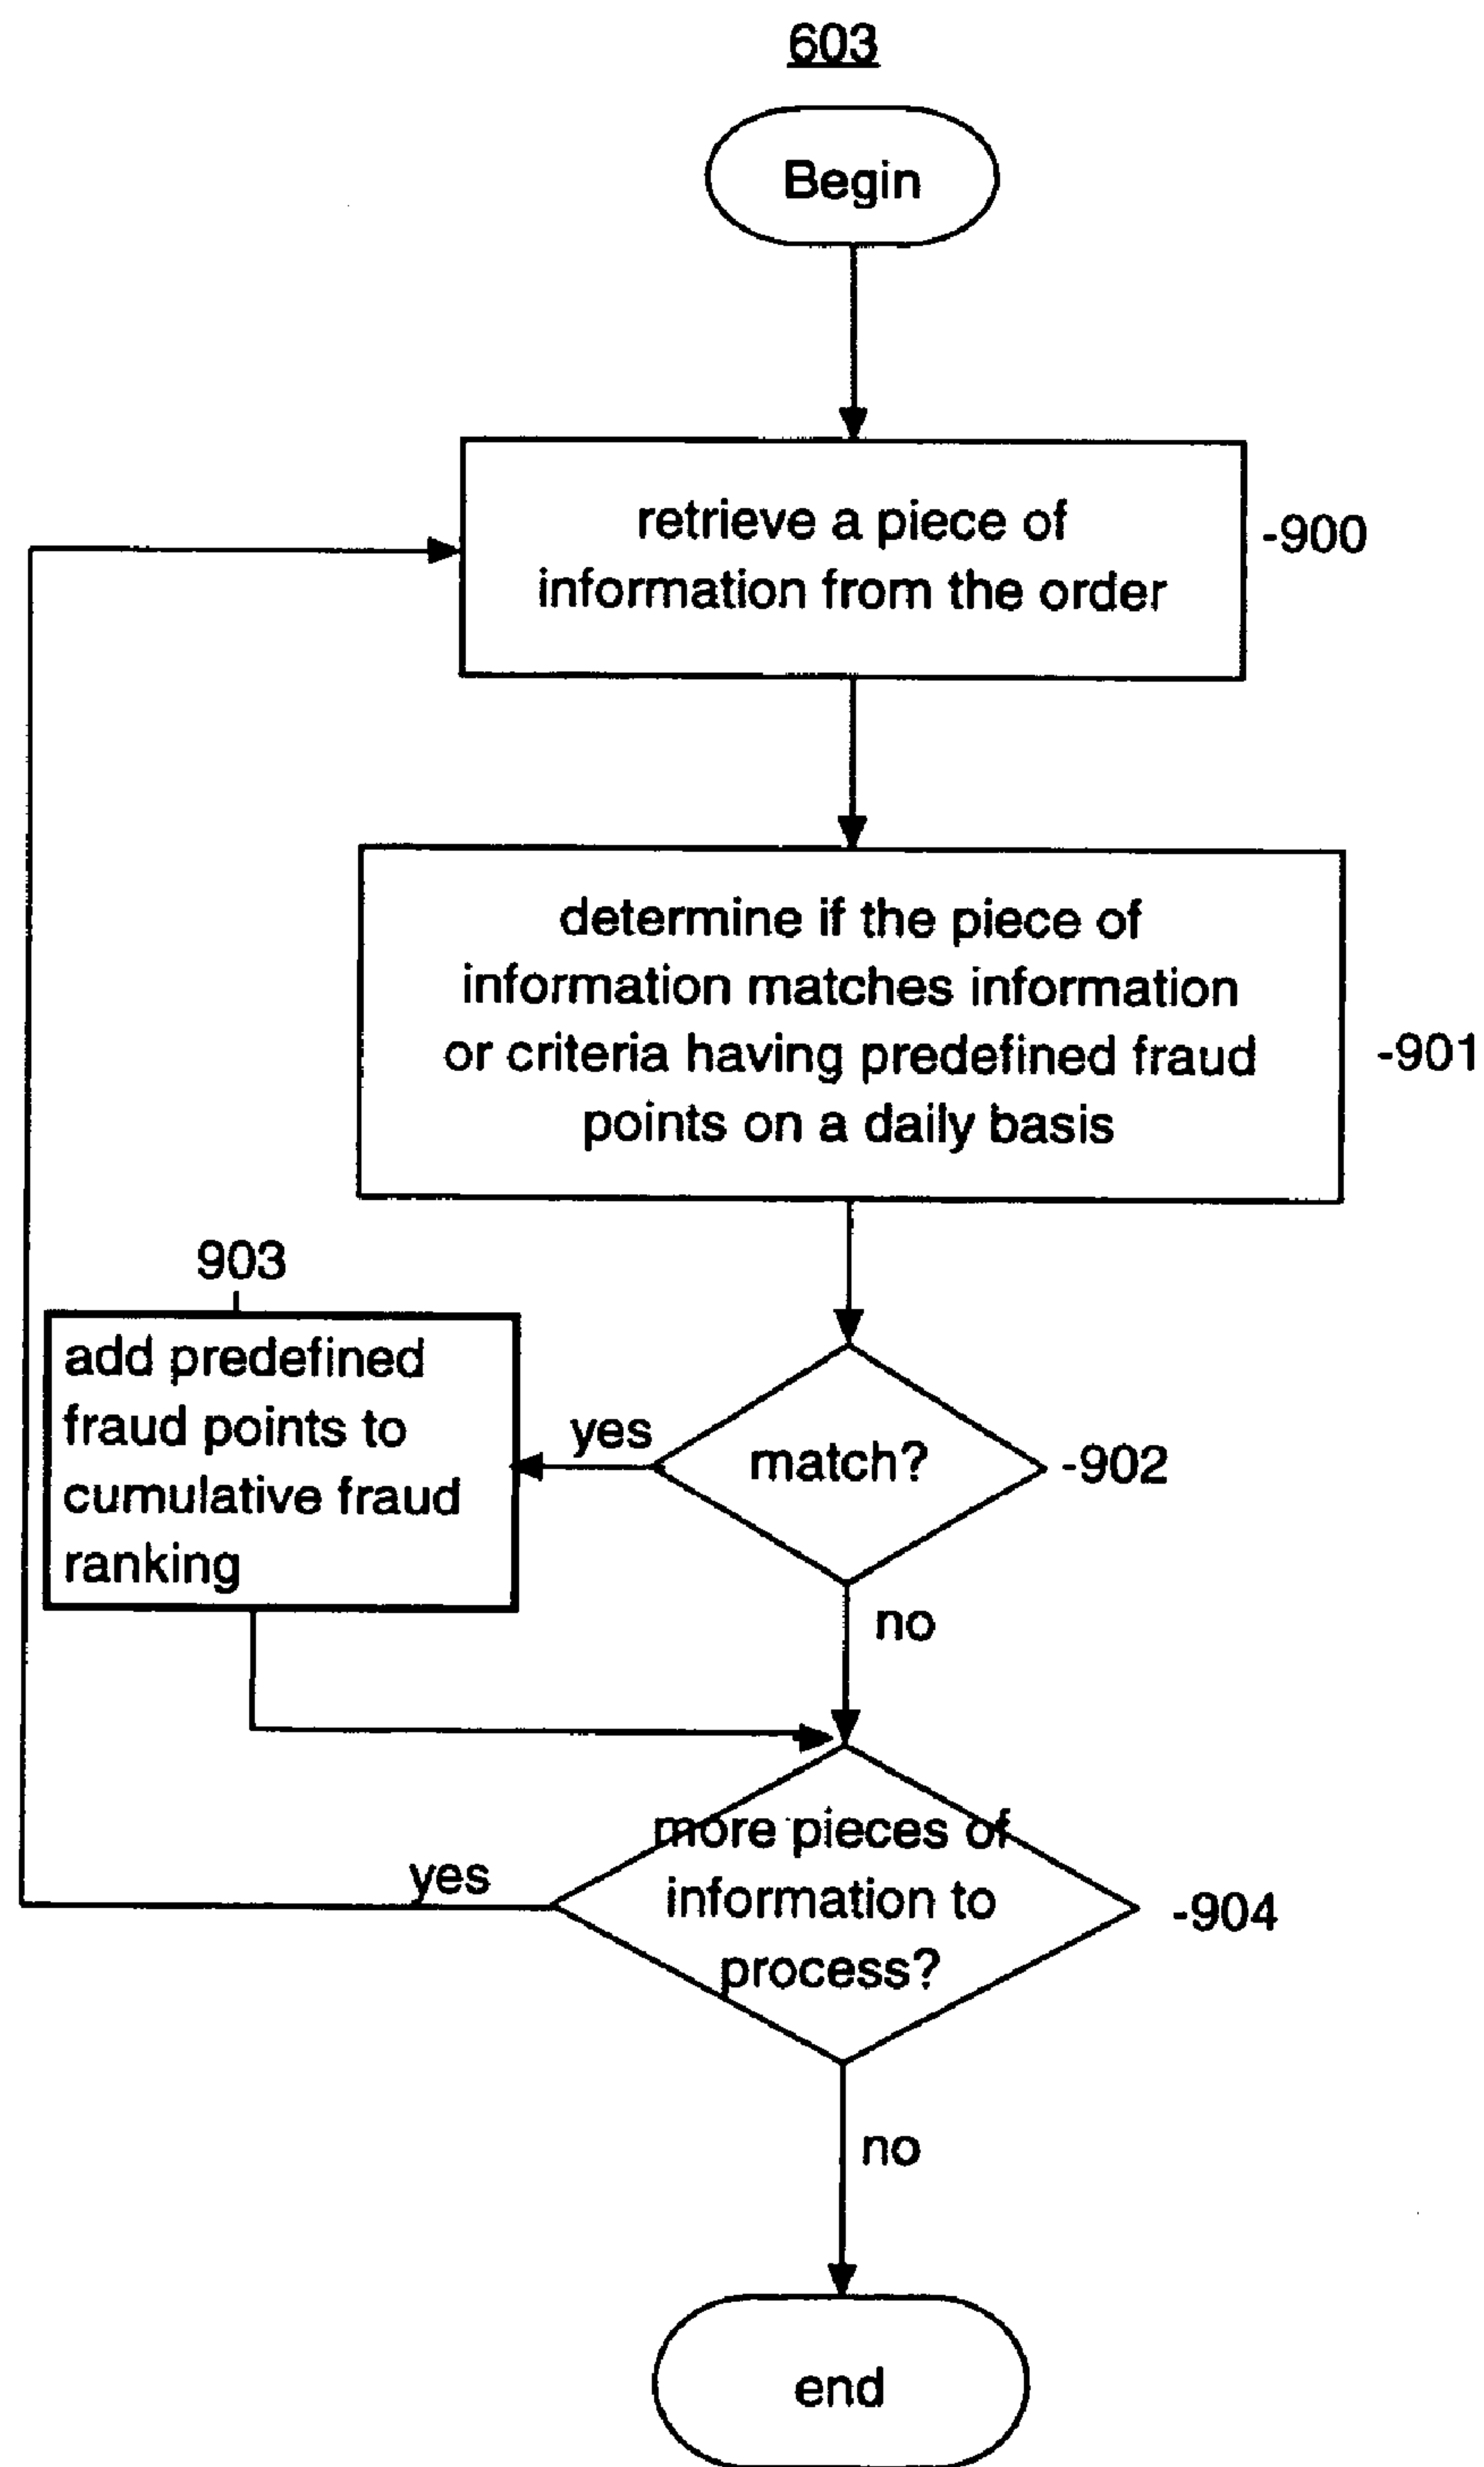 603
Begin
retrieve a piece of
information from the order
-900
determine if the piece of
information matches information
or criteria having predefined fraud
points on a daily basis
-901
903
add predefined
fraud points to
cumulative fraud
ranking
yes
match?
-902
no
more pieces of
information to
process?
yes
-904
no
end